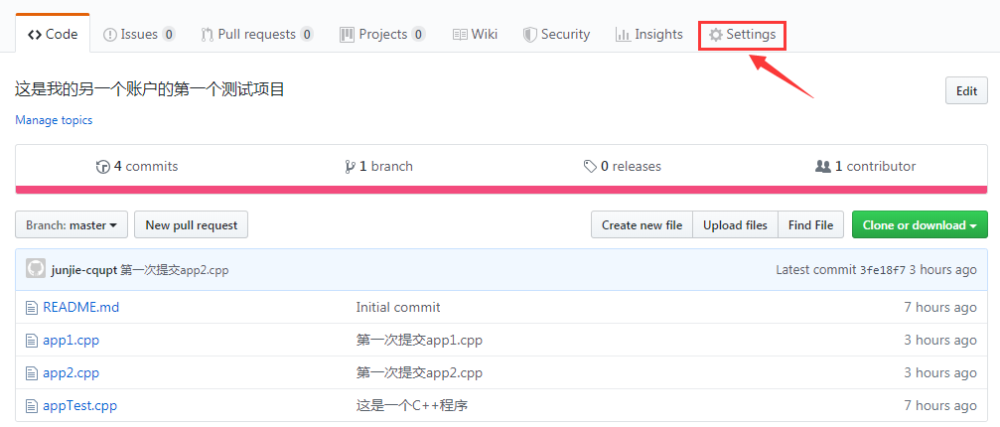 Code Issues 0 Pull requests 0 Projects 0 Wiki Security Insights Settings
这是我的另一个账户的第一个测试项目 Edit
Manage topics
4 commits 1 branch 0 releases 1 contributor
Branch: master New pull request Create new file Upload files Find File Clone or download
junjie-cqupt 第一次提交app2.cpp Latest commit 3fe18f7 3 hours ago
README.md Initial commit 7 hours ago
app1.cpp 第一次提交app1.cpp 3 hours ago
app2.cpp 第一次提交app2.cpp 3 hours ago
appTest.cpp 这是一个C++程序 7 hours ago